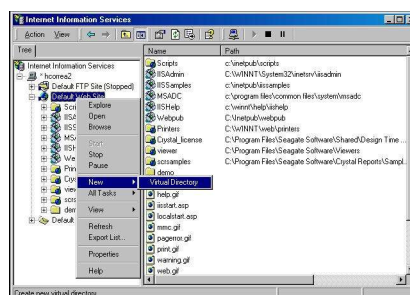 Internet Information Services
Action View
Tree
Name Path
Internet Information Services
* hcorrea2
Default FTP Site (Stopped)
Default Web Site
Explore
Open
Browse
Start
Stop
Pause
New
All Tasks
View
Refresh
Export List...
Properties
Help
Virtual Directory
Scripts c:\inetpub\scripts
IISAdmin C:\WINNT\System32\inetsrv\iisadmin
IISSamples c:\inetpub\iissamples
MSADC c:\program files\common files\system\msadc
IISHelp c:\winnt\help\iishelp
Webpub C:\Inetpub\webpub
Printers C:\WINNT\web\printers
Crystal_license C:\Program Files\Seagate Software\Shared\Design Time ...
viewer C:\Program Files\Seagate Software\Viewers
scrsamples C:\Program Files\Seagate Software\Crystal Reports\Sampl...
demo
help.gif
iisstart.asp
localstart.asp
mmc.gif
pagerror.gif
print.gif
warning.gif
web.gif
Create new virtual directory